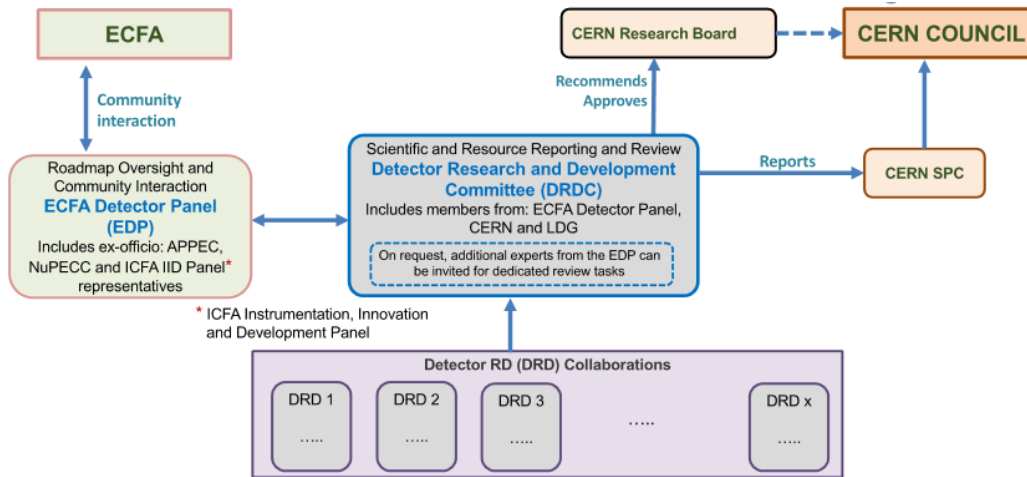 ECFA
Community
interaction
Roadmap Oversight and
Community Interaction
ECFA Detector Panel
(EDP)
Includes ex-officio: APPEC,
NuPECC and ICFA IID Panel*
representatives
CERN Research Board
CERN COUNCIL
Recommends
Approves
Scientific and Resource Reporting and Review
Detector Research and Development
Committee (DRDC)
Includes members from: ECFA Detector Panel,
CERN and LDG
On request, additional experts from the EDP can
be invited for dedicated review tasks
Reports
CERN SPC
* ICFA Instrumentation, Innovation
and Development Panel
Detector RD (DRD) Collaborations
DRD 1
.....
DRD 2
.....
DRD 3
.....
.....
DRD x
.....